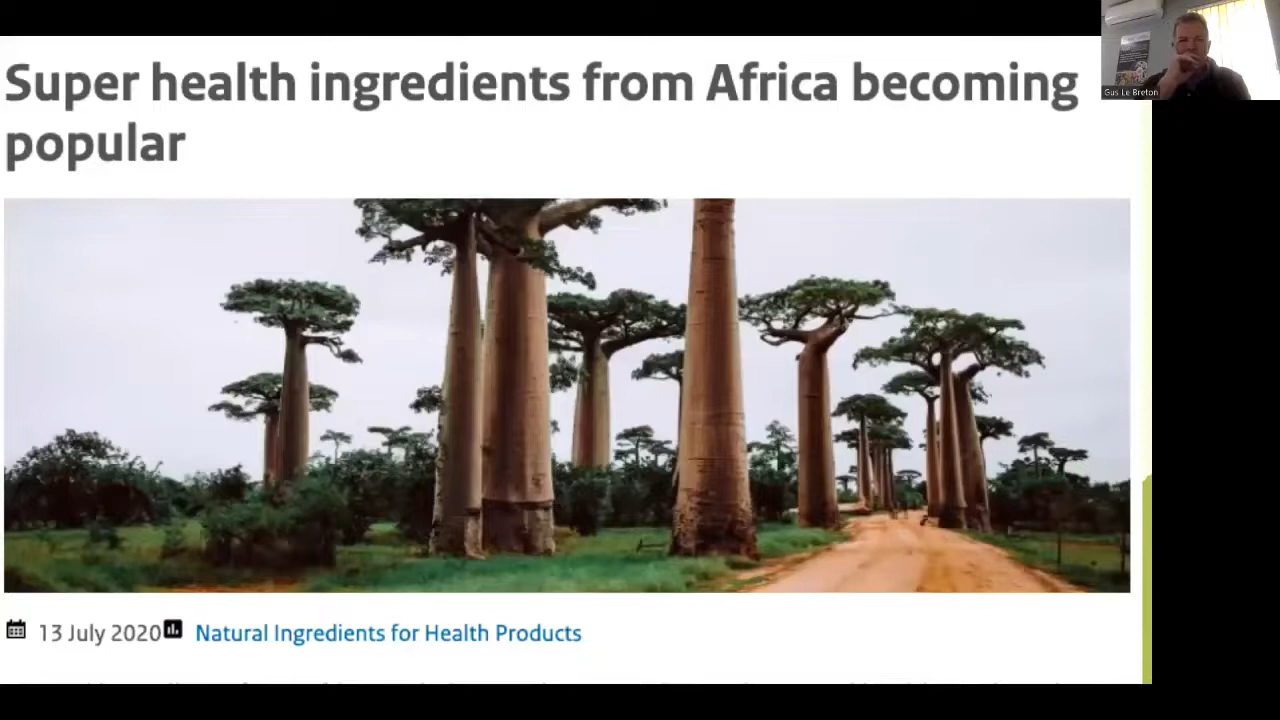 Super health ingredients from Africa becoming
popular
Gus Le Breton
13 July 2020
Natural Ingredients for Health Products